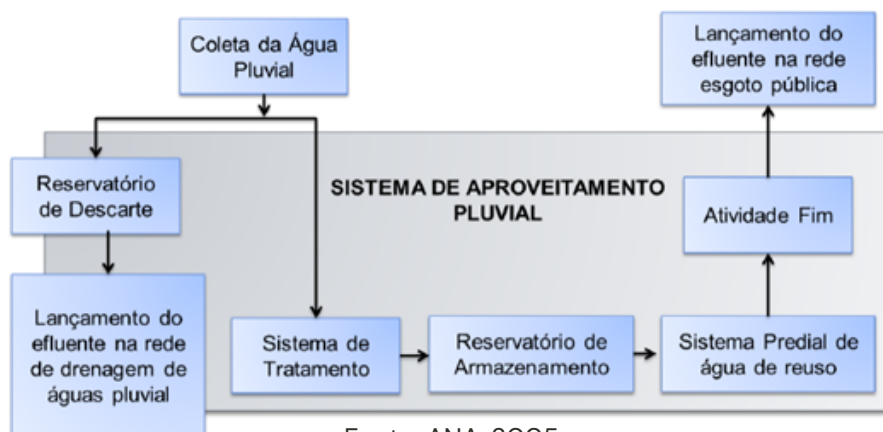 Coleta da Água
Pluvial
Lançamento do
efluente na rede
esgoto pública
Reservatório
de Descarte
SISTEMA DE APROVEITAMENTO
PLUVIAL
Atividade Fim
Lançamento do
efluente na rede
de drenagem de
águas pluvial
Sistema de
Tratamento
Reservatório de
Armazenamento
Sistema Predial de
água de reuso